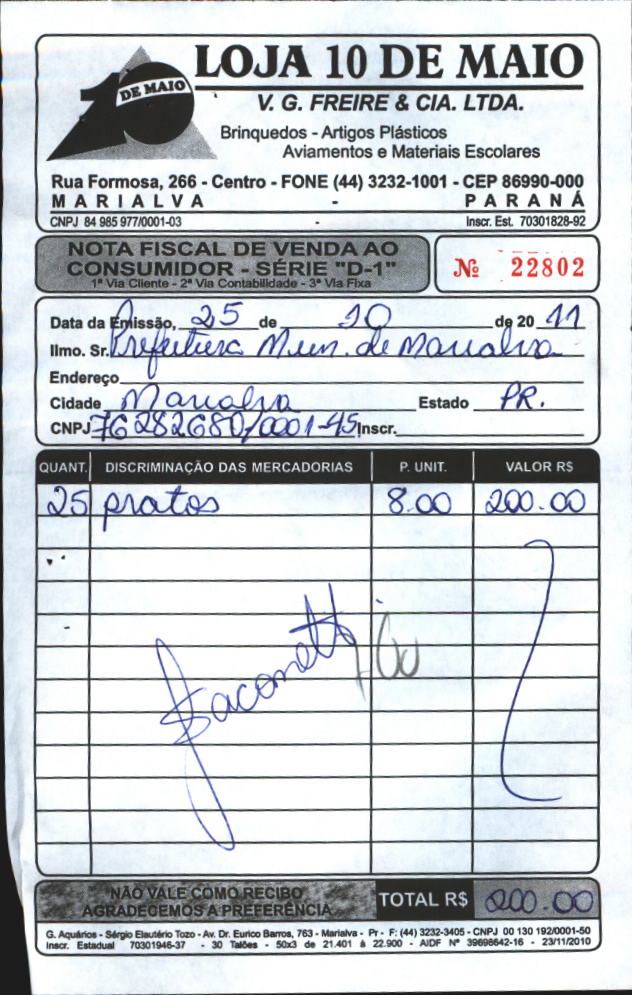 10 DE MAIO
LOJA 10 DE MAIO
V. G. FREIRE & CIA. LTDA.
Brinquedos - Artigos Plásticos
Aviamentos e Materiais Escolares
Rua Formosa, 266 - Centro - FONE (44) 3232-1001 - CEP 86990-000
MARIALVA - PARANÁ
CNPJ 84 985 977/0001-03 Inscr. Est. 70301828-92
NOTA FISCAL DE VENDA AO
CONSUMIDOR - SÉRIE "D-1"
1ª Via Cliente - 2ª Via Contabilidade - 3ª Via Fixa
Nº 22802
Data da Emissão, 25 de 10 de 2011
Ilmo. Sr. Prefeitura Mun. de Marialva
Endereço
Cidade Marialva Estado PR.
CNPJ 76282680/0001-45 Inscr.
QUANT. DISCRIMINAÇÃO DAS MERCADORIAS P. UNIT. VALOR R$
25 pratos 8.00 200.00
NÃO VALE COMO RECIBO
AGRADECEMOS A PREFERÊNCIA
TOTAL R$ 200.00
G. Aquários - Sérgio Elautério Tozo - Av. Dr. Eurico Barros, 763 - Marialva - Pr - F: (44) 3232-3405 - CNPJ 00 130 192/0001-50
Inscr. Estadual 70301946-37 - 30 Talões - 50x3 de 21.401 à 22.900 - AIDF Nº 39698642-16 - 23/11/2010